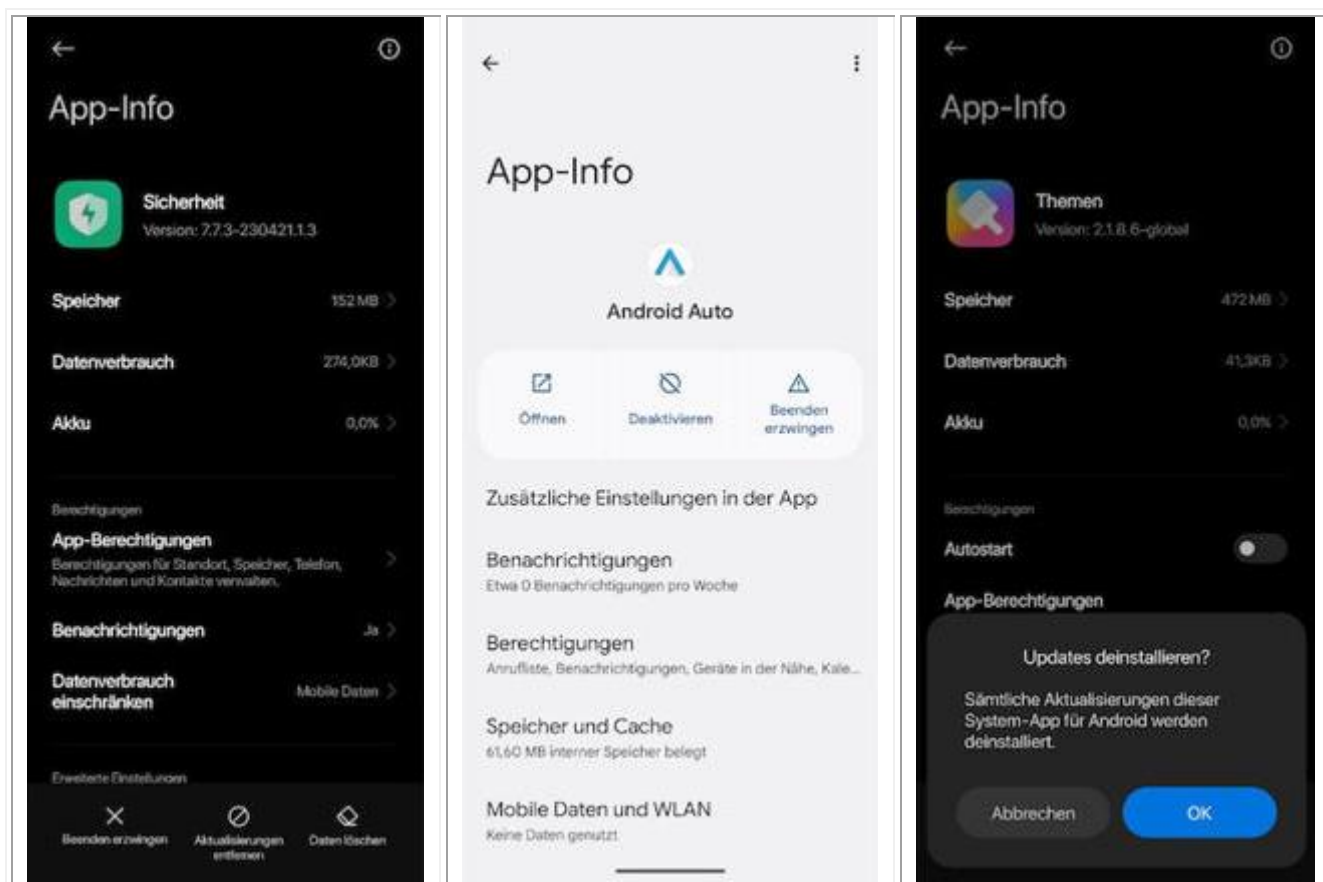 App-Info
Sicherheit
Version: 7.7.3-230421.1.3
Speicher
152 MB
Datenverbrauch
274,0KB
Akku
0,0%
Berechtigungen
App-Berechtigungen
Berechtigungen für Standort, Speicher, Telefon,
Nachrichten und Kontakte verwalten.
Benachrichtigungen
Ja
Datenverbrauch
einschränken
Mobile Daten
Erweiterte Einstellungen
Beenden erzwingen
Aktualisierungen
entfernen
Daten löschen
App-Info
Android Auto
Öffnen
Deaktivieren
Beenden
erzwingen
Zusätzliche Einstellungen in der App
Benachrichtigungen
Etwa 0 Benachrichtigungen pro Woche
Berechtigungen
Anrufliste, Benachrichtigungen, Geräte in der Nähe, Kale...
Speicher und Cache
61,60 MB interner Speicher belegt
Mobile Daten und WLAN
Keine Daten genutzt
App-Info
Themen
Version: 2.1.8.6-global
Speicher
472 MB
Datenverbrauch
41,3KB
Akku
0,0%
Berechtigungen
Autostart
App-Berechtigungen
Updates deinstallieren?
Sämtliche Aktualisierungen dieser
System-App für Android werden
deinstalliert.
Abbrechen
OK